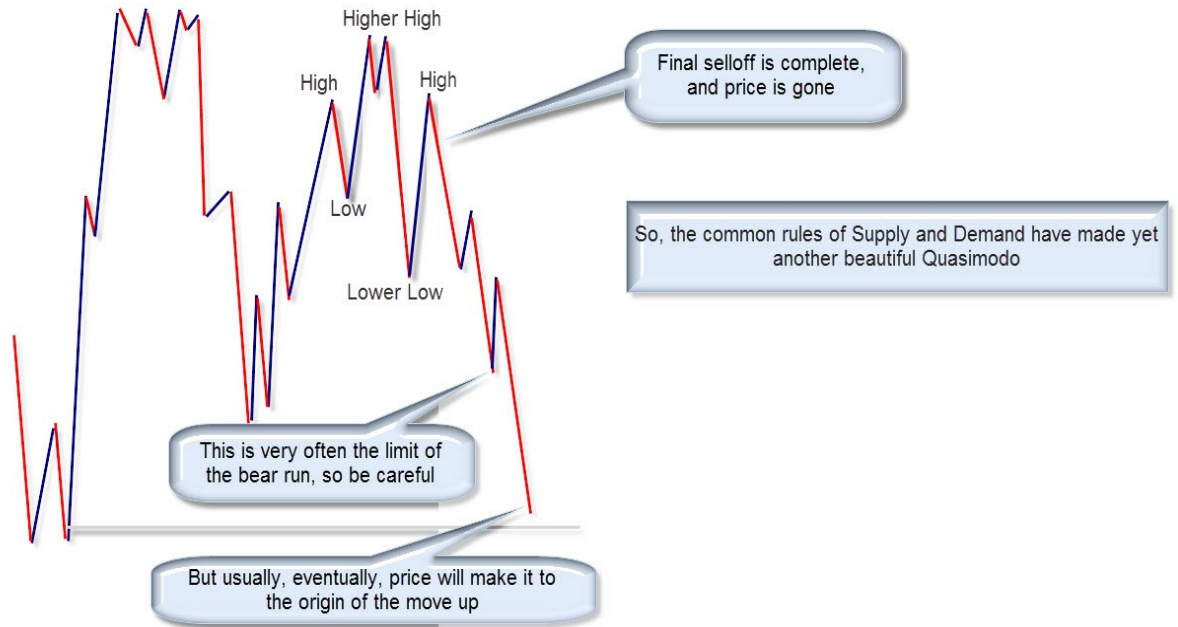 Higher High
High
High
Low
Lower Low
Final selloff is complete,
and price is gone
So, the common rules of Supply and Demand have made yet
another beautiful Quasimodo
This is very often the limit of
the bear run, so be careful
But usually, eventually, price will make it to
the origin of the move up